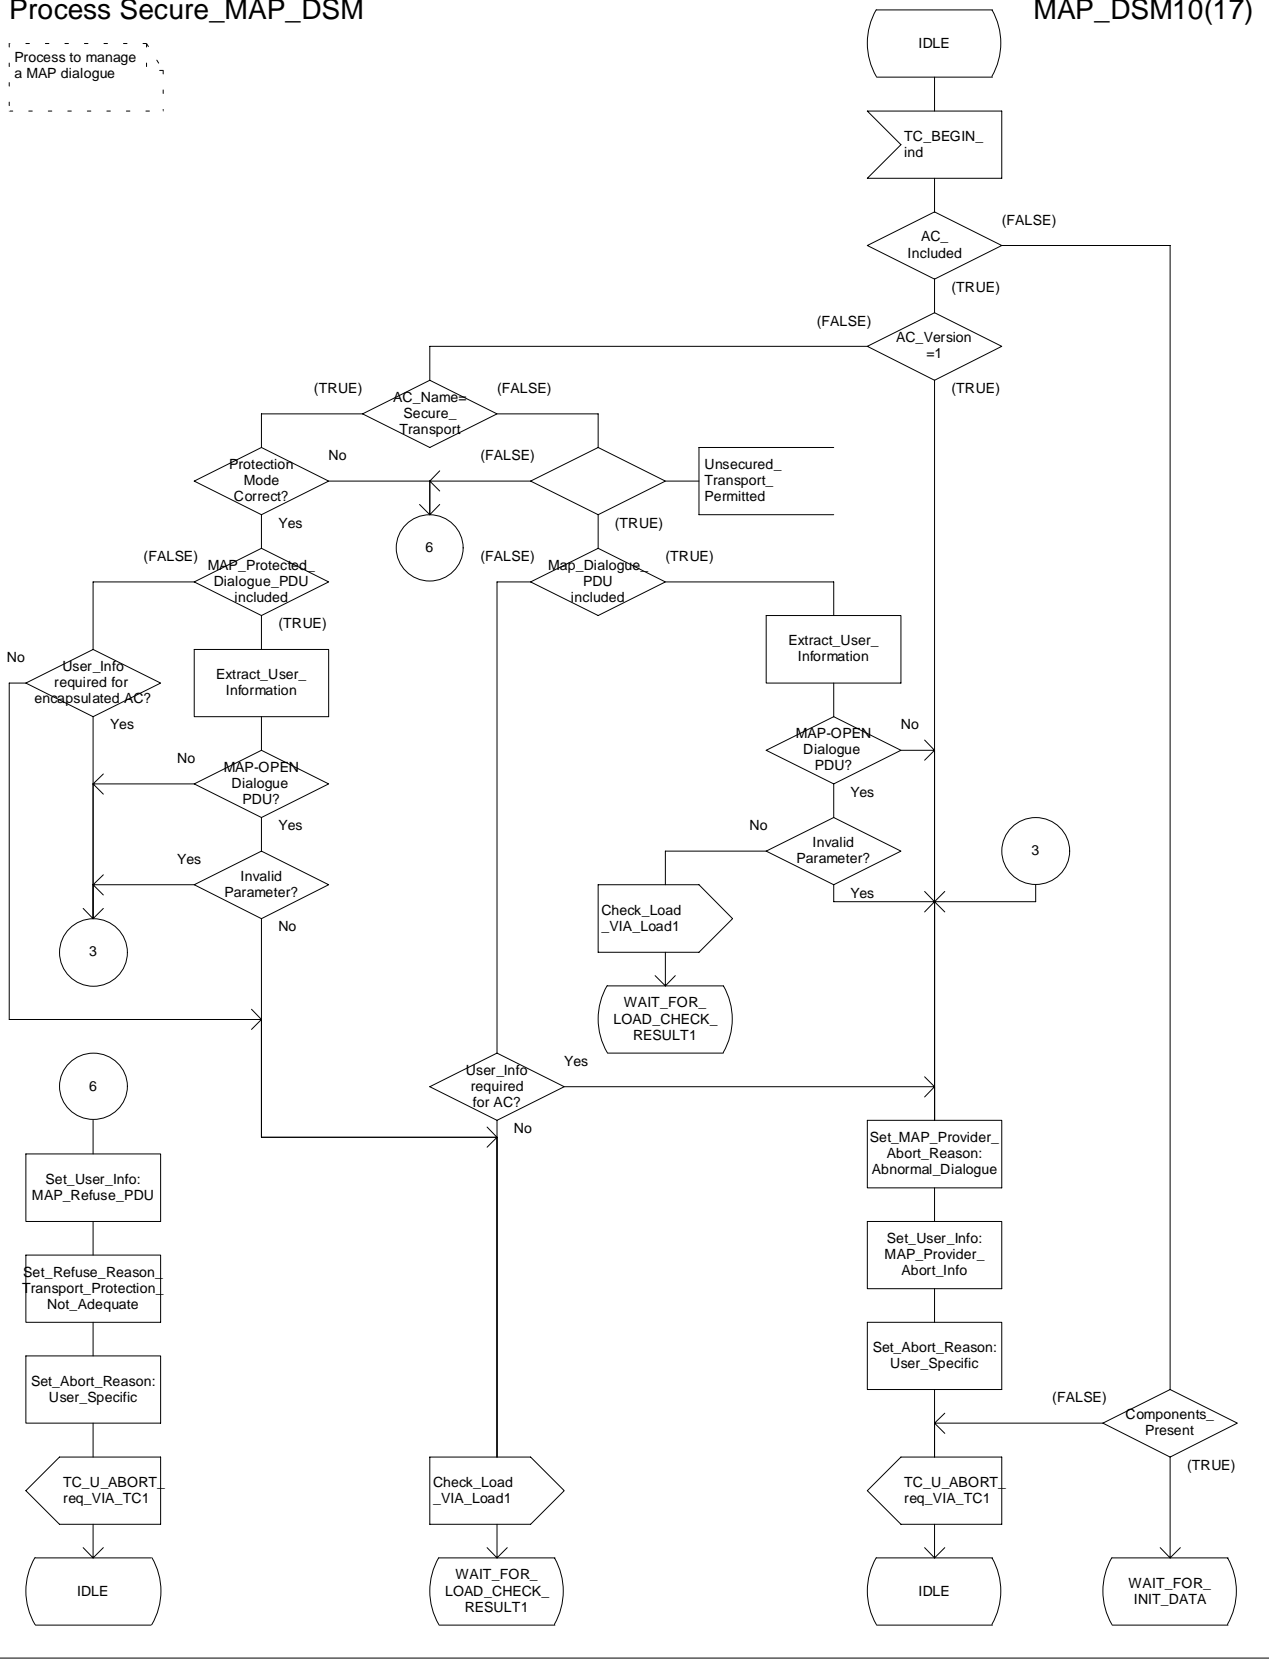 Process Secure_MAP_DSM
MAP_DSM10(17)
Process to manage
a MAP dialogue
IDLE
TC_BEGIN_
ind
(FALSE)
AC_
Included
(TRUE)
(FALSE)
AC_Version
=1
(TRUE)
(TRUE)
AC_Name=
Secure_
Transport
(FALSE)
Protection
Mode
Correct?
No
Yes
(FALSE)
Unsecured_
Transport_
Permitted
(TRUE)
6
(FALSE)
MAP_Protected_
Dialogue_PDU
included
(TRUE)
(FALSE)
Map_Dialogue_
PDU
included
(TRUE)
No
User_Info
required for
encapsulated AC?
Yes
Extract_User_
Information
Extract_User_
Information
No
MAP-OPEN
Dialogue
PDU?
Yes
MAP-OPEN
Dialogue
PDU?
No
Yes
Yes
Invalid
Parameter?
No
No
Invalid
Parameter?
Yes
3
3
Check_Load
_VIA_Load1
WAIT_FOR_
LOAD_CHECK_
RESULT1
6
User_Info
required
for AC?
Yes
No
Set_User_Info:
MAP_Refuse_PDU
Set_MAP_Provider_
Abort_Reason:
Abnormal_Dialogue
Set_Refuse_Reason_
Transport_Protection_
Not_Adequate
Set_User_Info:
MAP_Provider_
Abort_Info
Set_Abort_Reason:
User_Specific
Set_Abort_Reason:
User_Specific
(FALSE)
Components_
Present
(TRUE)
TC_U_ABORT_
req_VIA_TC1
Check_Load
_VIA_Load1
TC_U_ABORT_
req_VIA_TC1
IDLE
WAIT_FOR_
LOAD_CHECK_
RESULT1
IDLE
WAIT_FOR_
INIT_DATA